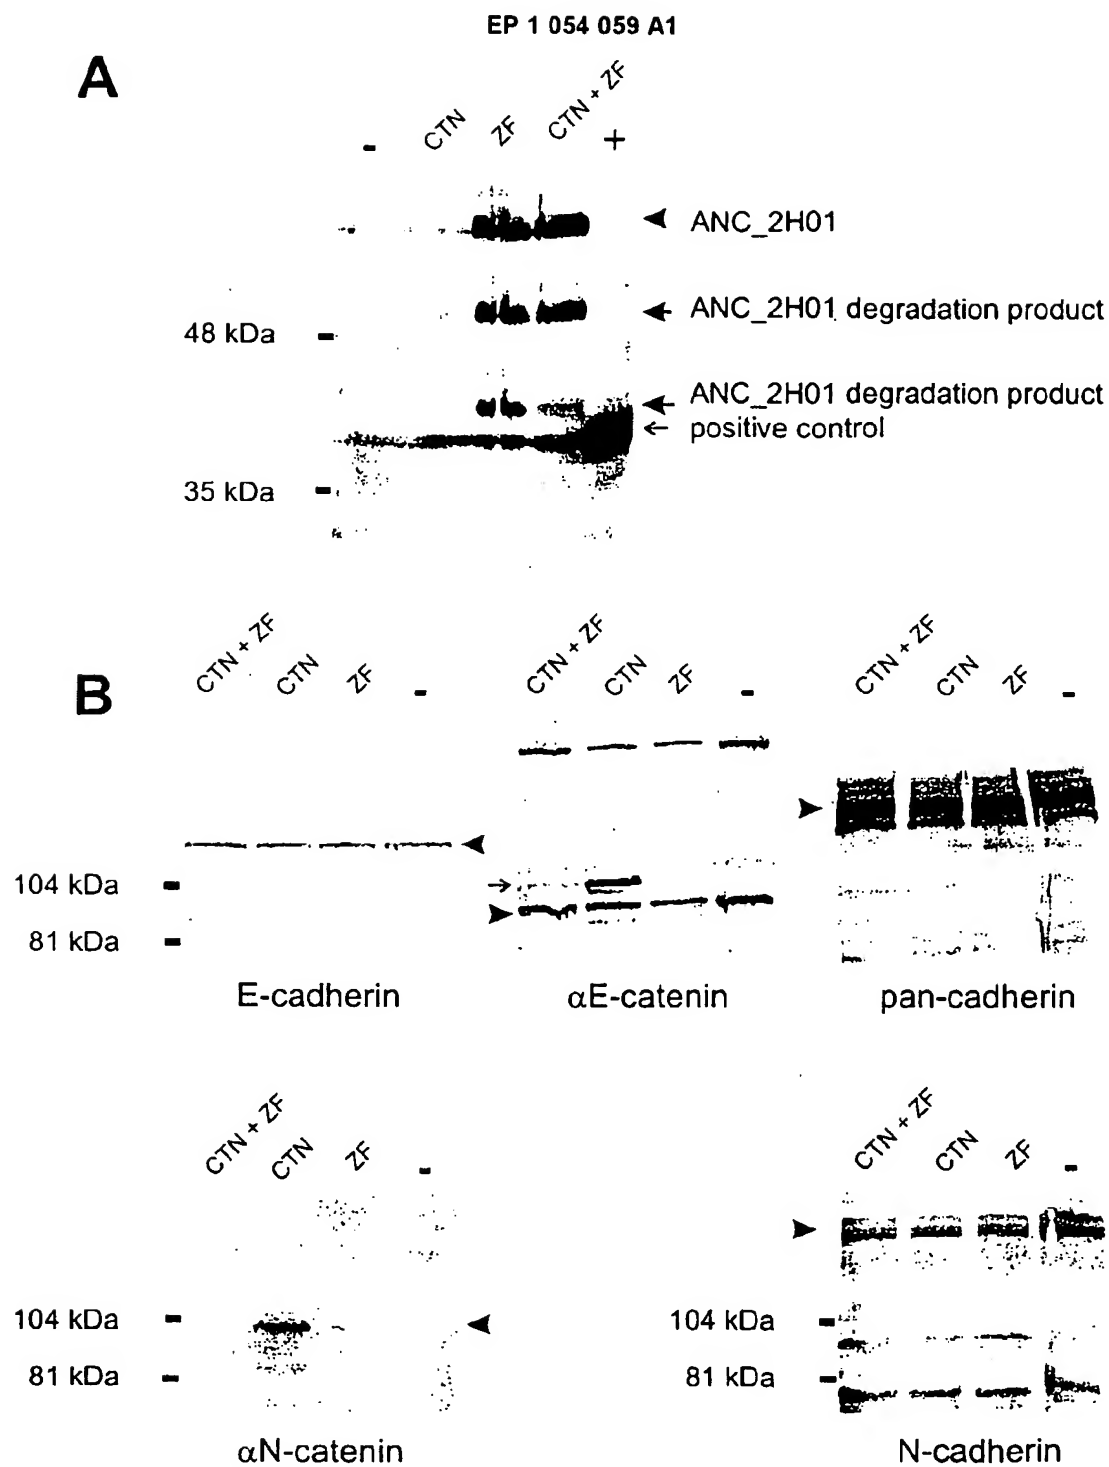 EP 1 054 059 A1
A
- CTN ZF CTN + ZF +
ANC_2H01
ANC_2H01 degradation product
48 kDa
ANC_2H01 degradation product
positive control
35 kDa
B
CTN + ZF CTN ZF -
CTN + ZF CTN ZF -
CTN + ZF CTN ZF -
104 kDa
81 kDa
E-cadherin
αE-catenin
pan-cadherin
CTN + ZF CTN ZF -
CTN + ZF CTN ZF -
104 kDa
81 kDa
104 kDa
81 kDa
αN-catenin
N-cadherin